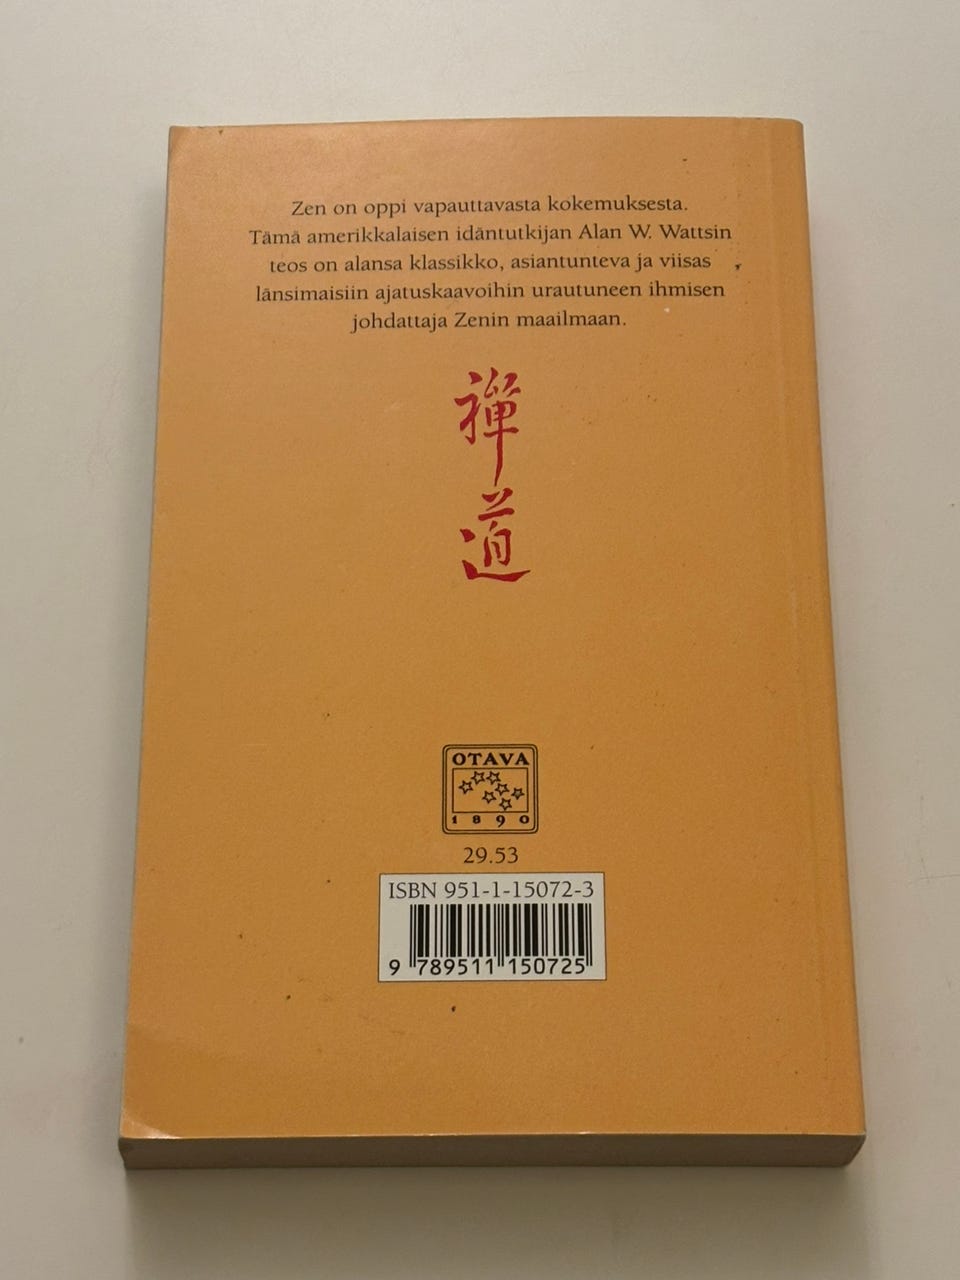 Zen on oppi vapauttavasta kokemuksesta.
Tämä amerikkalaisen idäntutkijan Alan W. Wattsin
teos on alansa klassikko, asiantunteva ja viisas
länsimaisiin ajatuskaavoihin urautuneen ihmisen
johdattaja Zenin maailmaan.
禅
道
OTAVA
1890
29.53
ISBN 951-1-15072-3
9 789511 150725